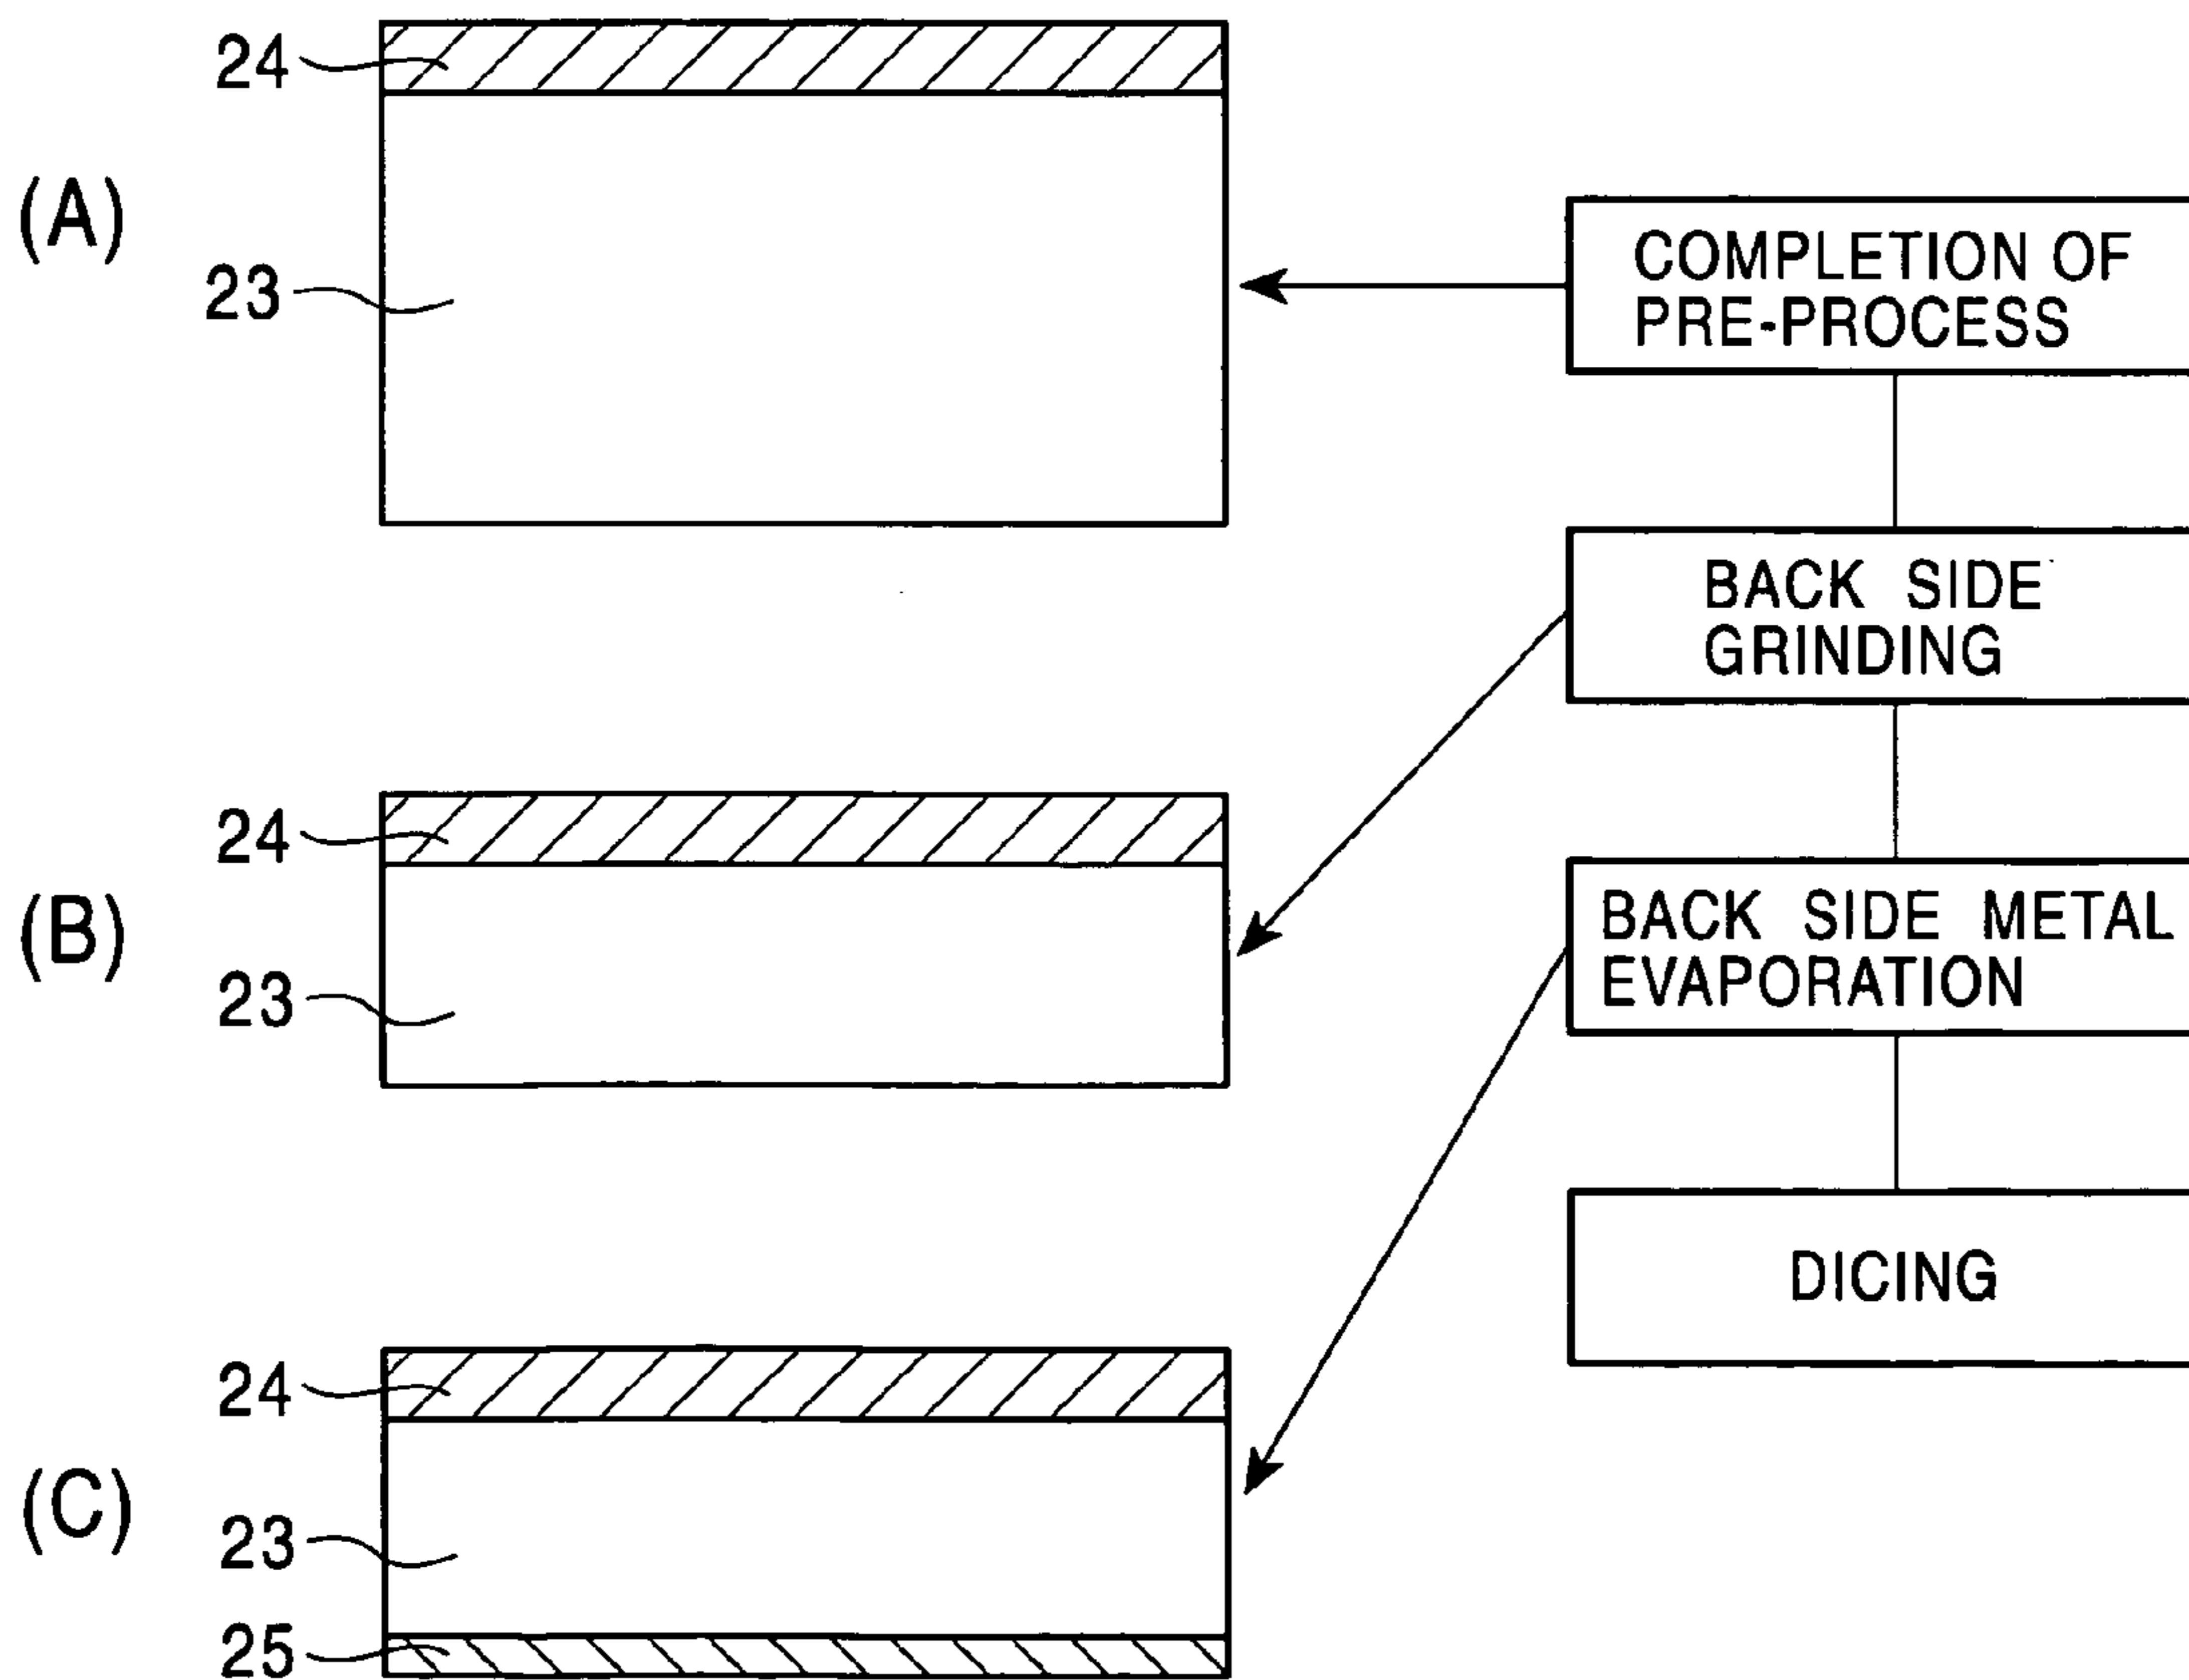 24
(A)
23
COMPLETION OF
PRE-PROCESS
BACK SIDE
GRINDING
24
(B)
23
BACK SIDE METAL
EVAPORATION
DICING
24
(C)
23
25